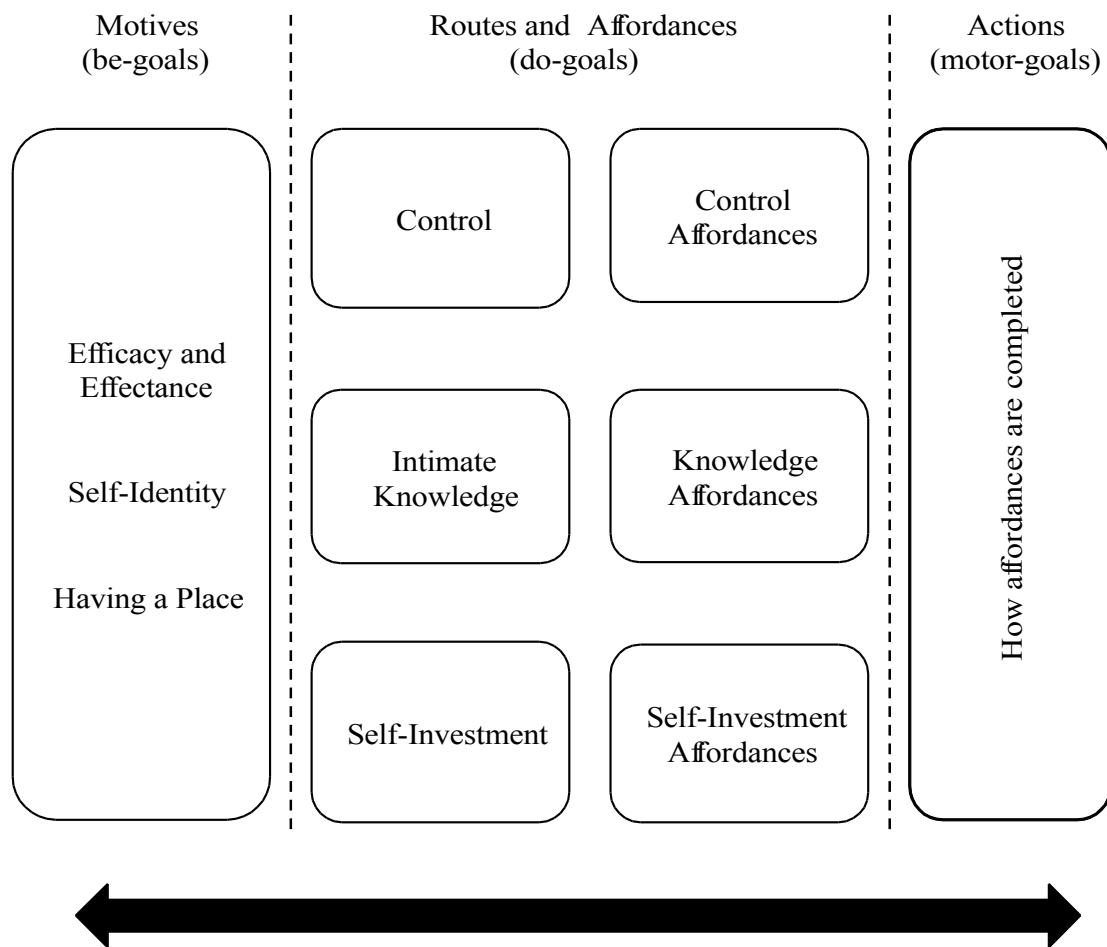 Motives
(be-goals)
Routes and Affordances
(do-goals)
Actions
(motor-goals)
Efficacy and
Effectance
Self-Identity
Having a Place
Control
Control
Affordances
Intimate
Knowledge
Knowledge
Affordances
Self-Investment
Self-Investment
Affordances
How affordances are completed